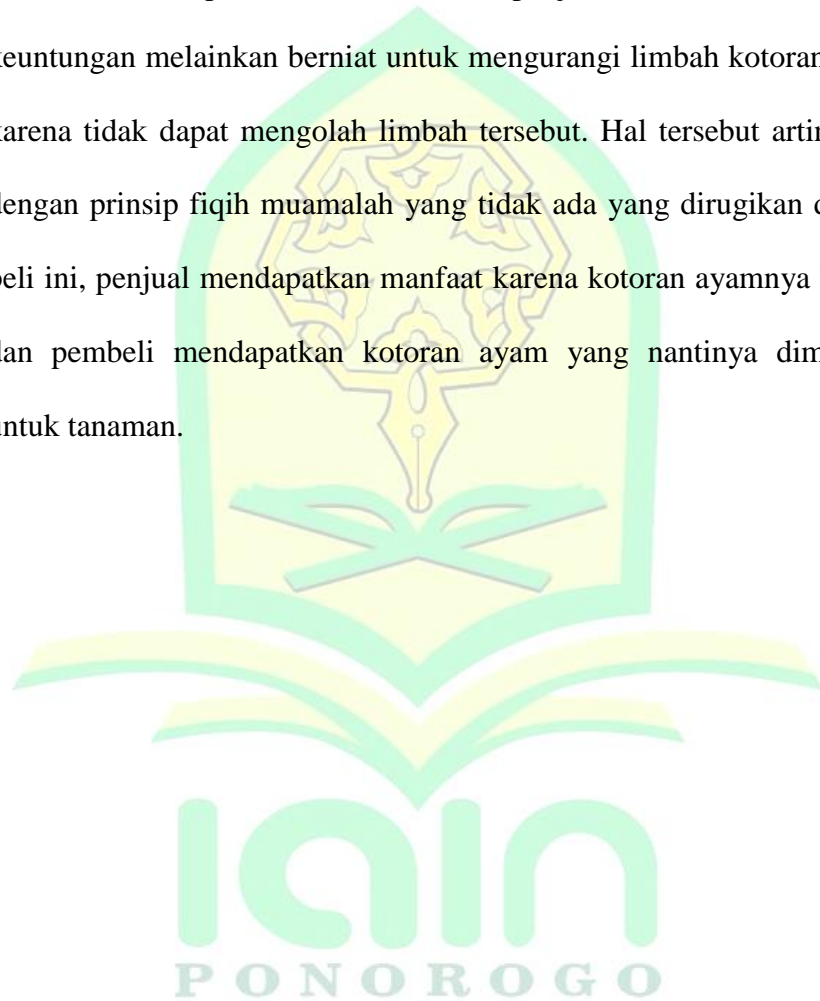 keuntungan melainkan berniat untuk mengurangi limbah kotoran
karena tidak dapat mengolah limbah tersebut. Hal tersebut
dengan prinsip fiqih muamalah yang tidak ada yang dirugikan
beli ini, penjual mendapatkan manfaat karena kotoran ayamnya
dan pembeli mendapatkan kotoran ayam yang nantinya
untuk tanaman.
iain
PONOROGO